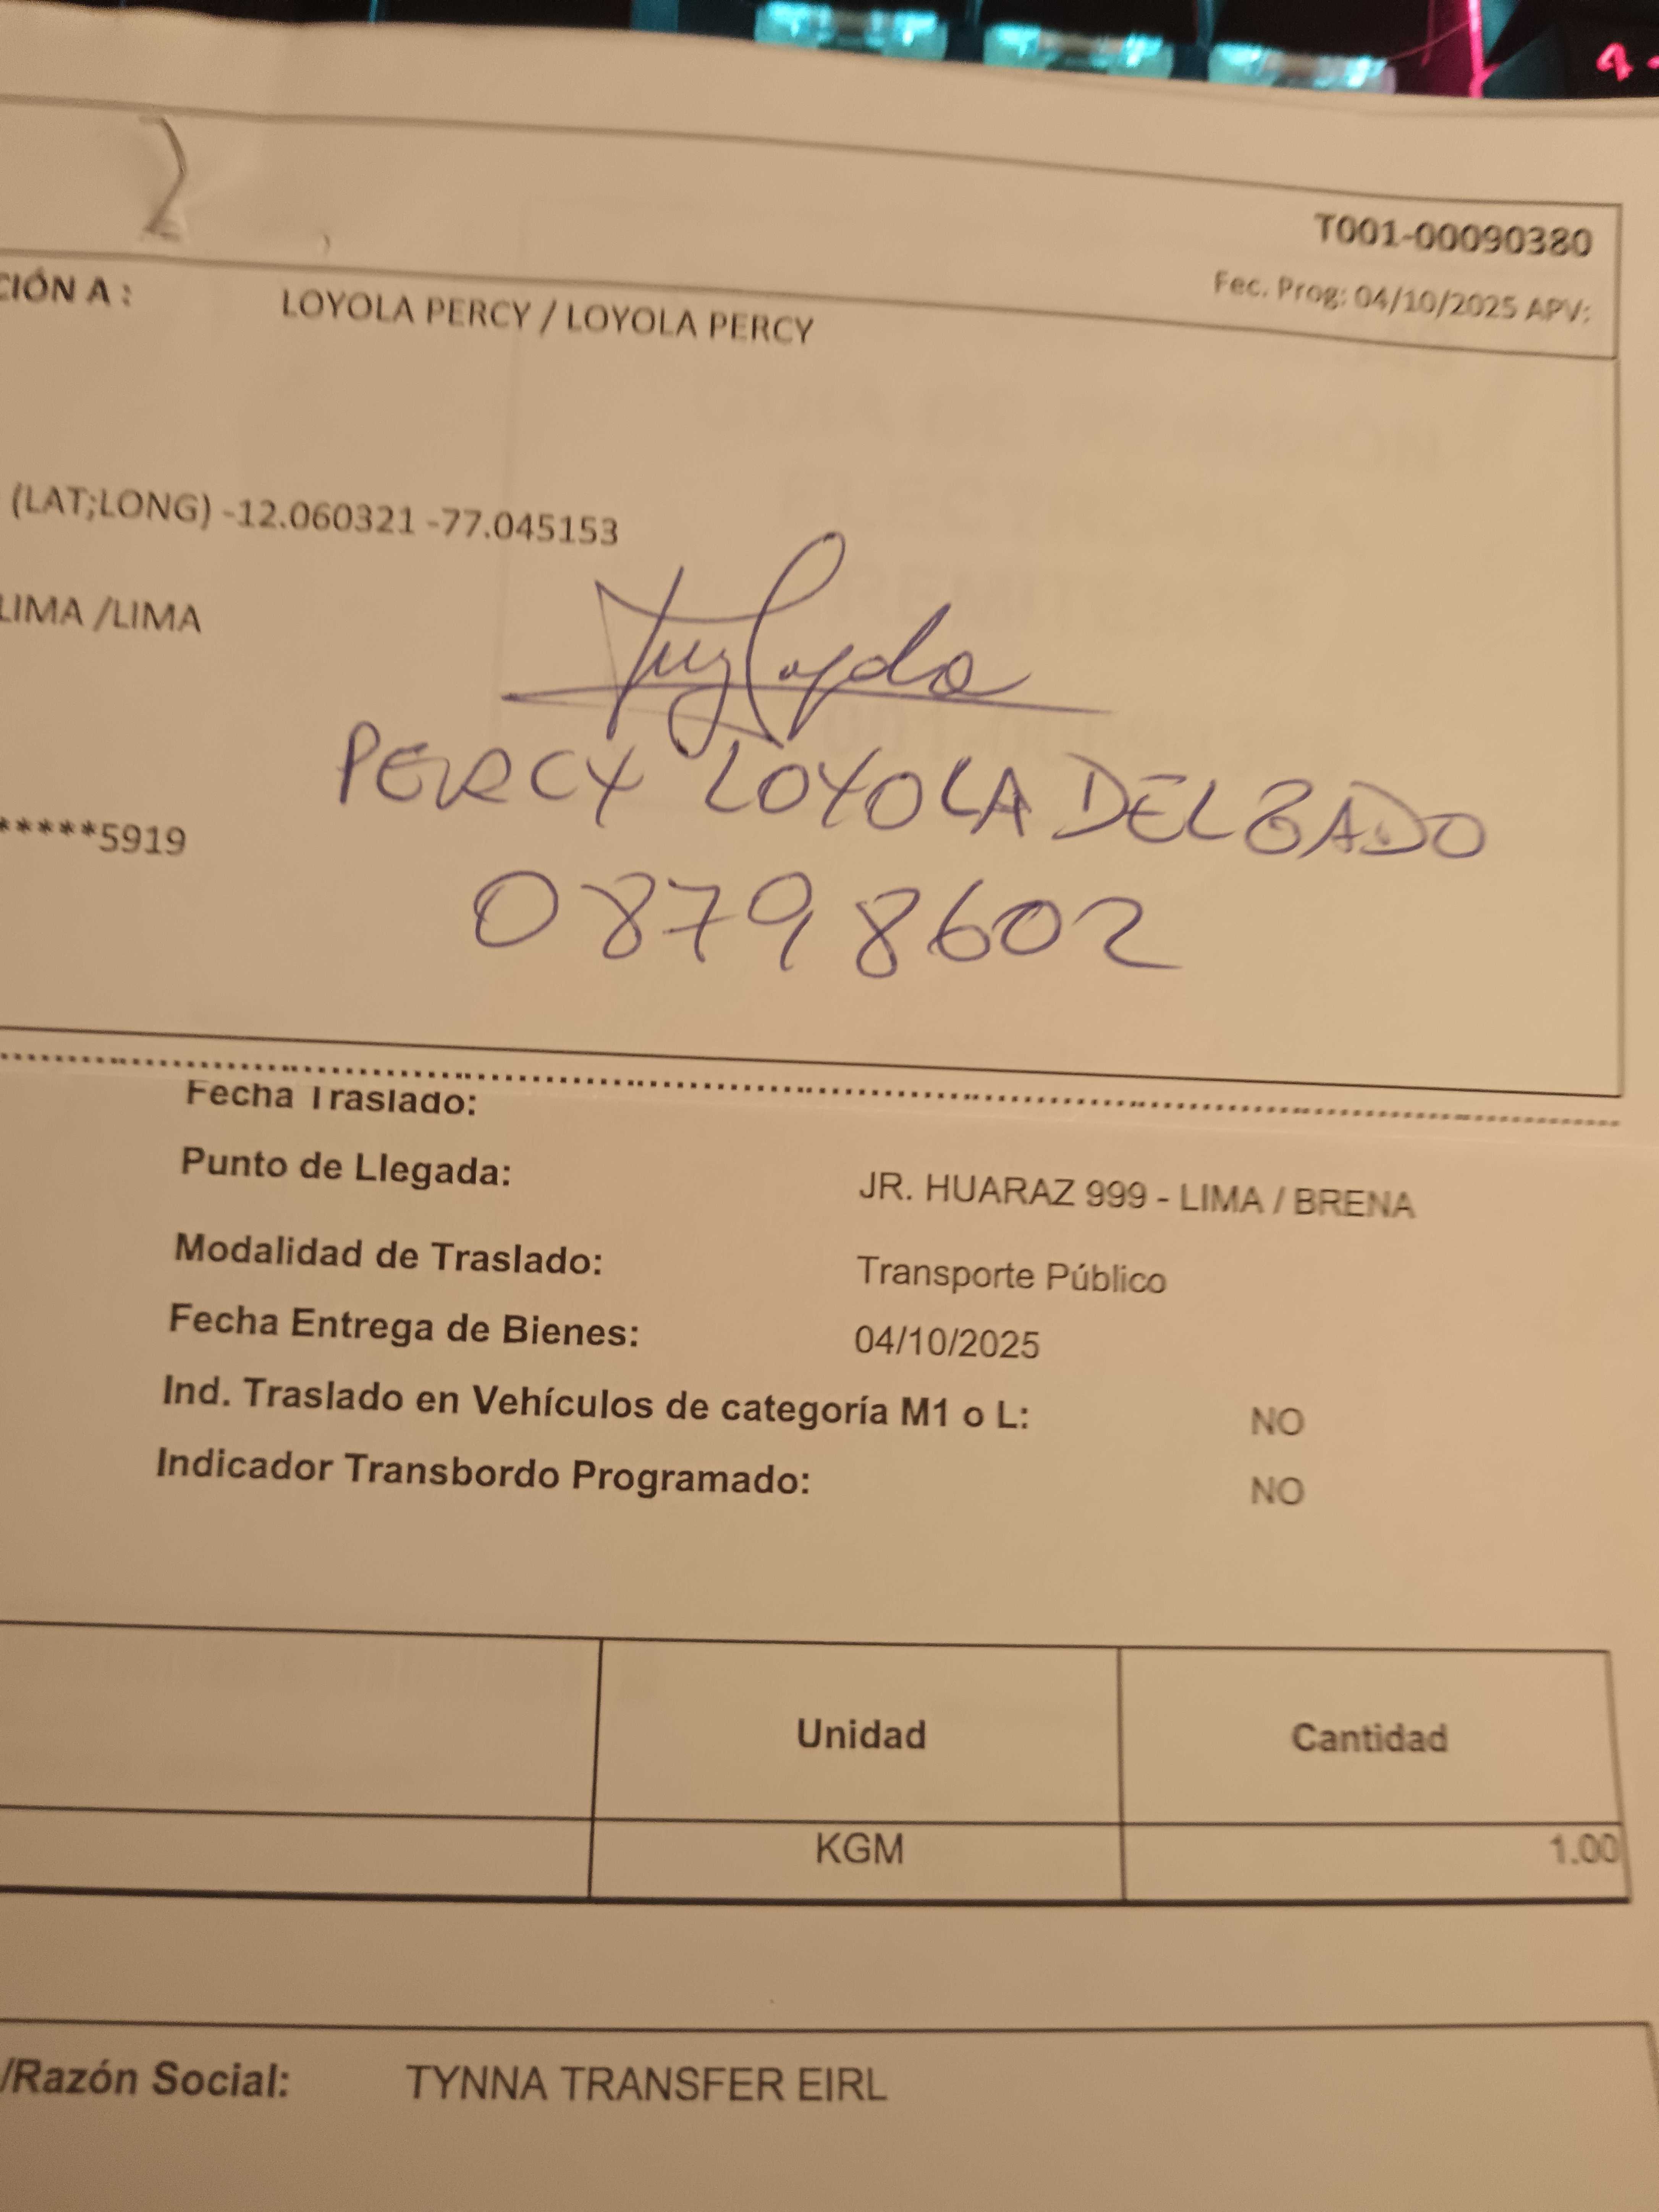 T001-00090380
Fec. Prog: 04/10/2025 APV:
CIÓN A : LOYOLA PERCY / LOYOLA PERCY
(LAT;LONG) -12.060321 -77.045153
LIMA /LIMA
PERCY LOYOLA DELGADO
*****5919
08798602
Fecha Traslado:
Punto de Llegada: JR. HUARAZ 999 - LIMA / BRENA
Modalidad de Traslado: Transporte Público
Fecha Entrega de Bienes: 04/10/2025
Ind. Traslado en Vehículos de categoría M1 o L: NO
Indicador Transbordo Programado: NO
Unidad Cantidad
KGM 1.00
/Razón Social: TYNNA TRANSFER EIRL